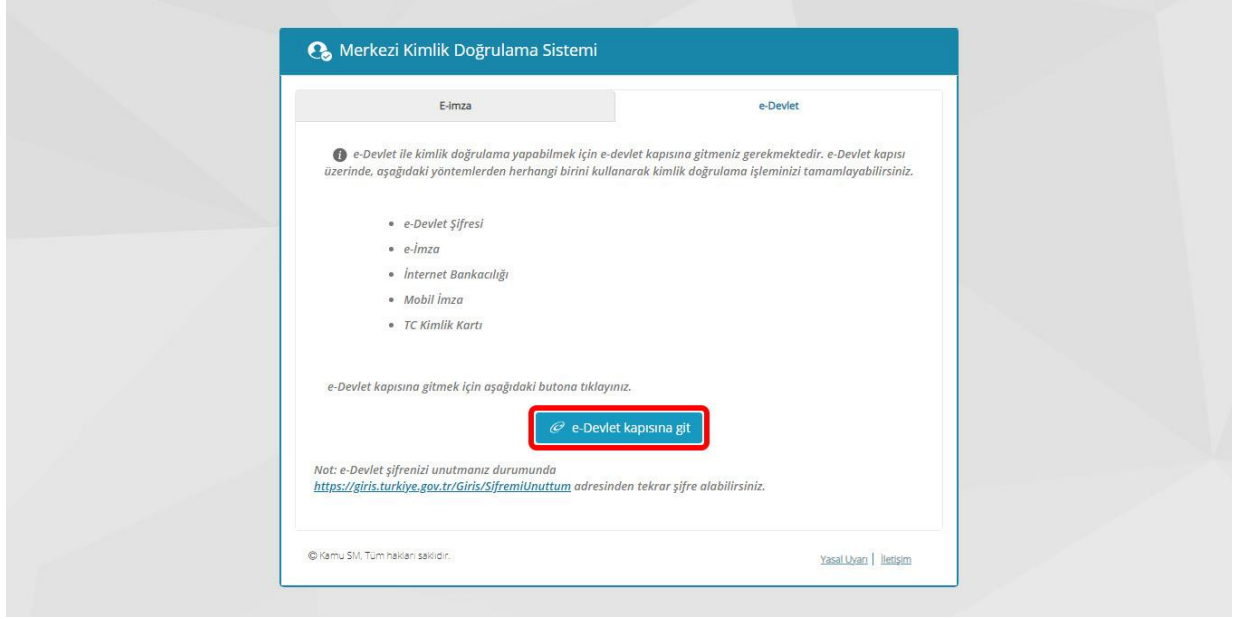 Merkezi Kimlik Doğrulama Sistemi
E-imza
e-Devlet
e-Devlet ile kimlik doğrulama yapabilmek için e-devlet kapısına gitmeniz gerekmektedir. e-Devlet kapısı
üzerinde, aşağıdaki yöntemlerden herhangi birini kullanarak kimlik doğrulama işleminizi tamamlayabilirsiniz.
• e-Devlet Şifresi
• e-İmza
• İnternet Bankacılığı
• Mobil İmza
• TC Kimlik Kartı
e-Devlet kapısına gitmek için aşağıdaki butona tıklayınız.
e-Devlet kapısına git
Not: e-Devlet şifrenizi unutmanız durumunda
https://giris.turkiye.gov.tr/Giris/SifremiUnuttum adresinden tekrar şifre alabilirsiniz.
© Kamu SM, Tüm hakları saklıdır.
Yasal Uyarı | İletişim